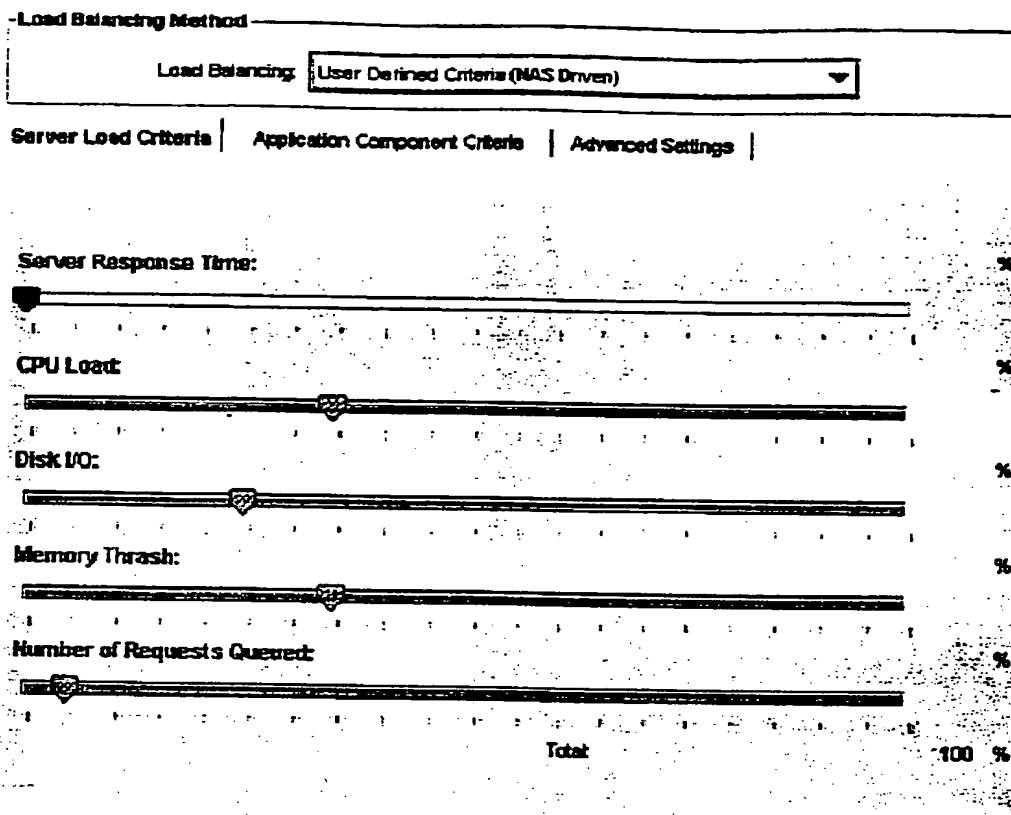 Load Balancing Method
Load Balancing: User Defined Criteria (NAS Driven)
Server Load Criteria | Application Component Criteria | Advanced Settings |
Server Response Time: %
CPU Load: %
Disk I/O: %
Memory Thrash: %
Number of Requests Queued: %
Total: 100 %